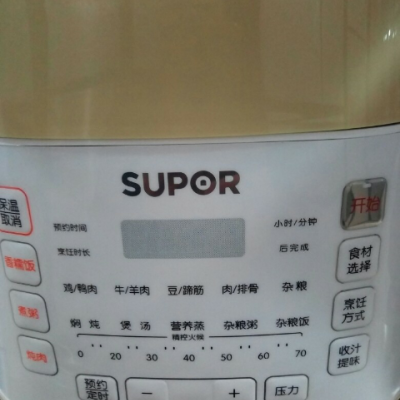 SUPOR
保温
取消
预约时间
小时/分钟
开始
烹饪时长
后完成
香糯饭
食材
选择
鸡/鸭肉 牛/羊肉 豆/蹄筋 肉/排骨 杂粮
煮粥
烹饪
方式
焖炖 煲汤 营养蒸 杂粮粥 杂粮饭
精控火候
0 20 30 40 50 60 70
炖肉
收汁
提味
预约
定时
−
+
压力